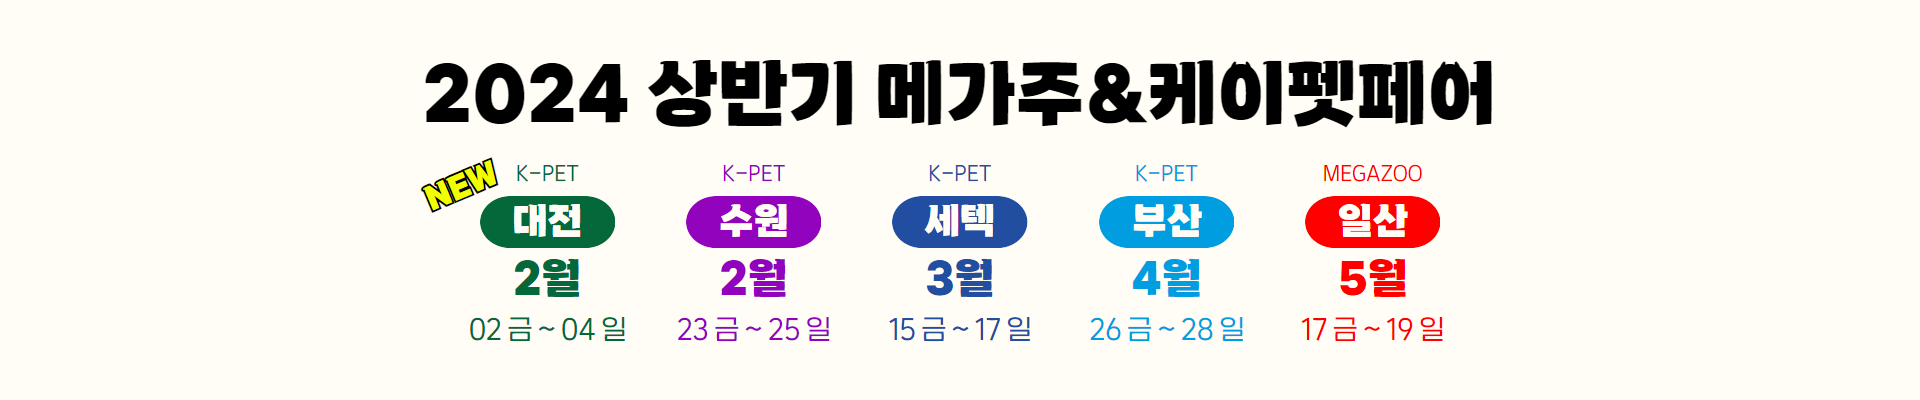 2024 상반기 메가주&케이펫페어
NEW
K-PET
대전
2월
02 금 ~ 04 일
K-PET
수원
2월
23 금 ~ 25 일
K-PET
세텍
3월
15 금 ~ 17 일
K-PET
부산
4월
26 금 ~ 28 일
MEGAZOO
일산
5월
17 금 ~ 19 일